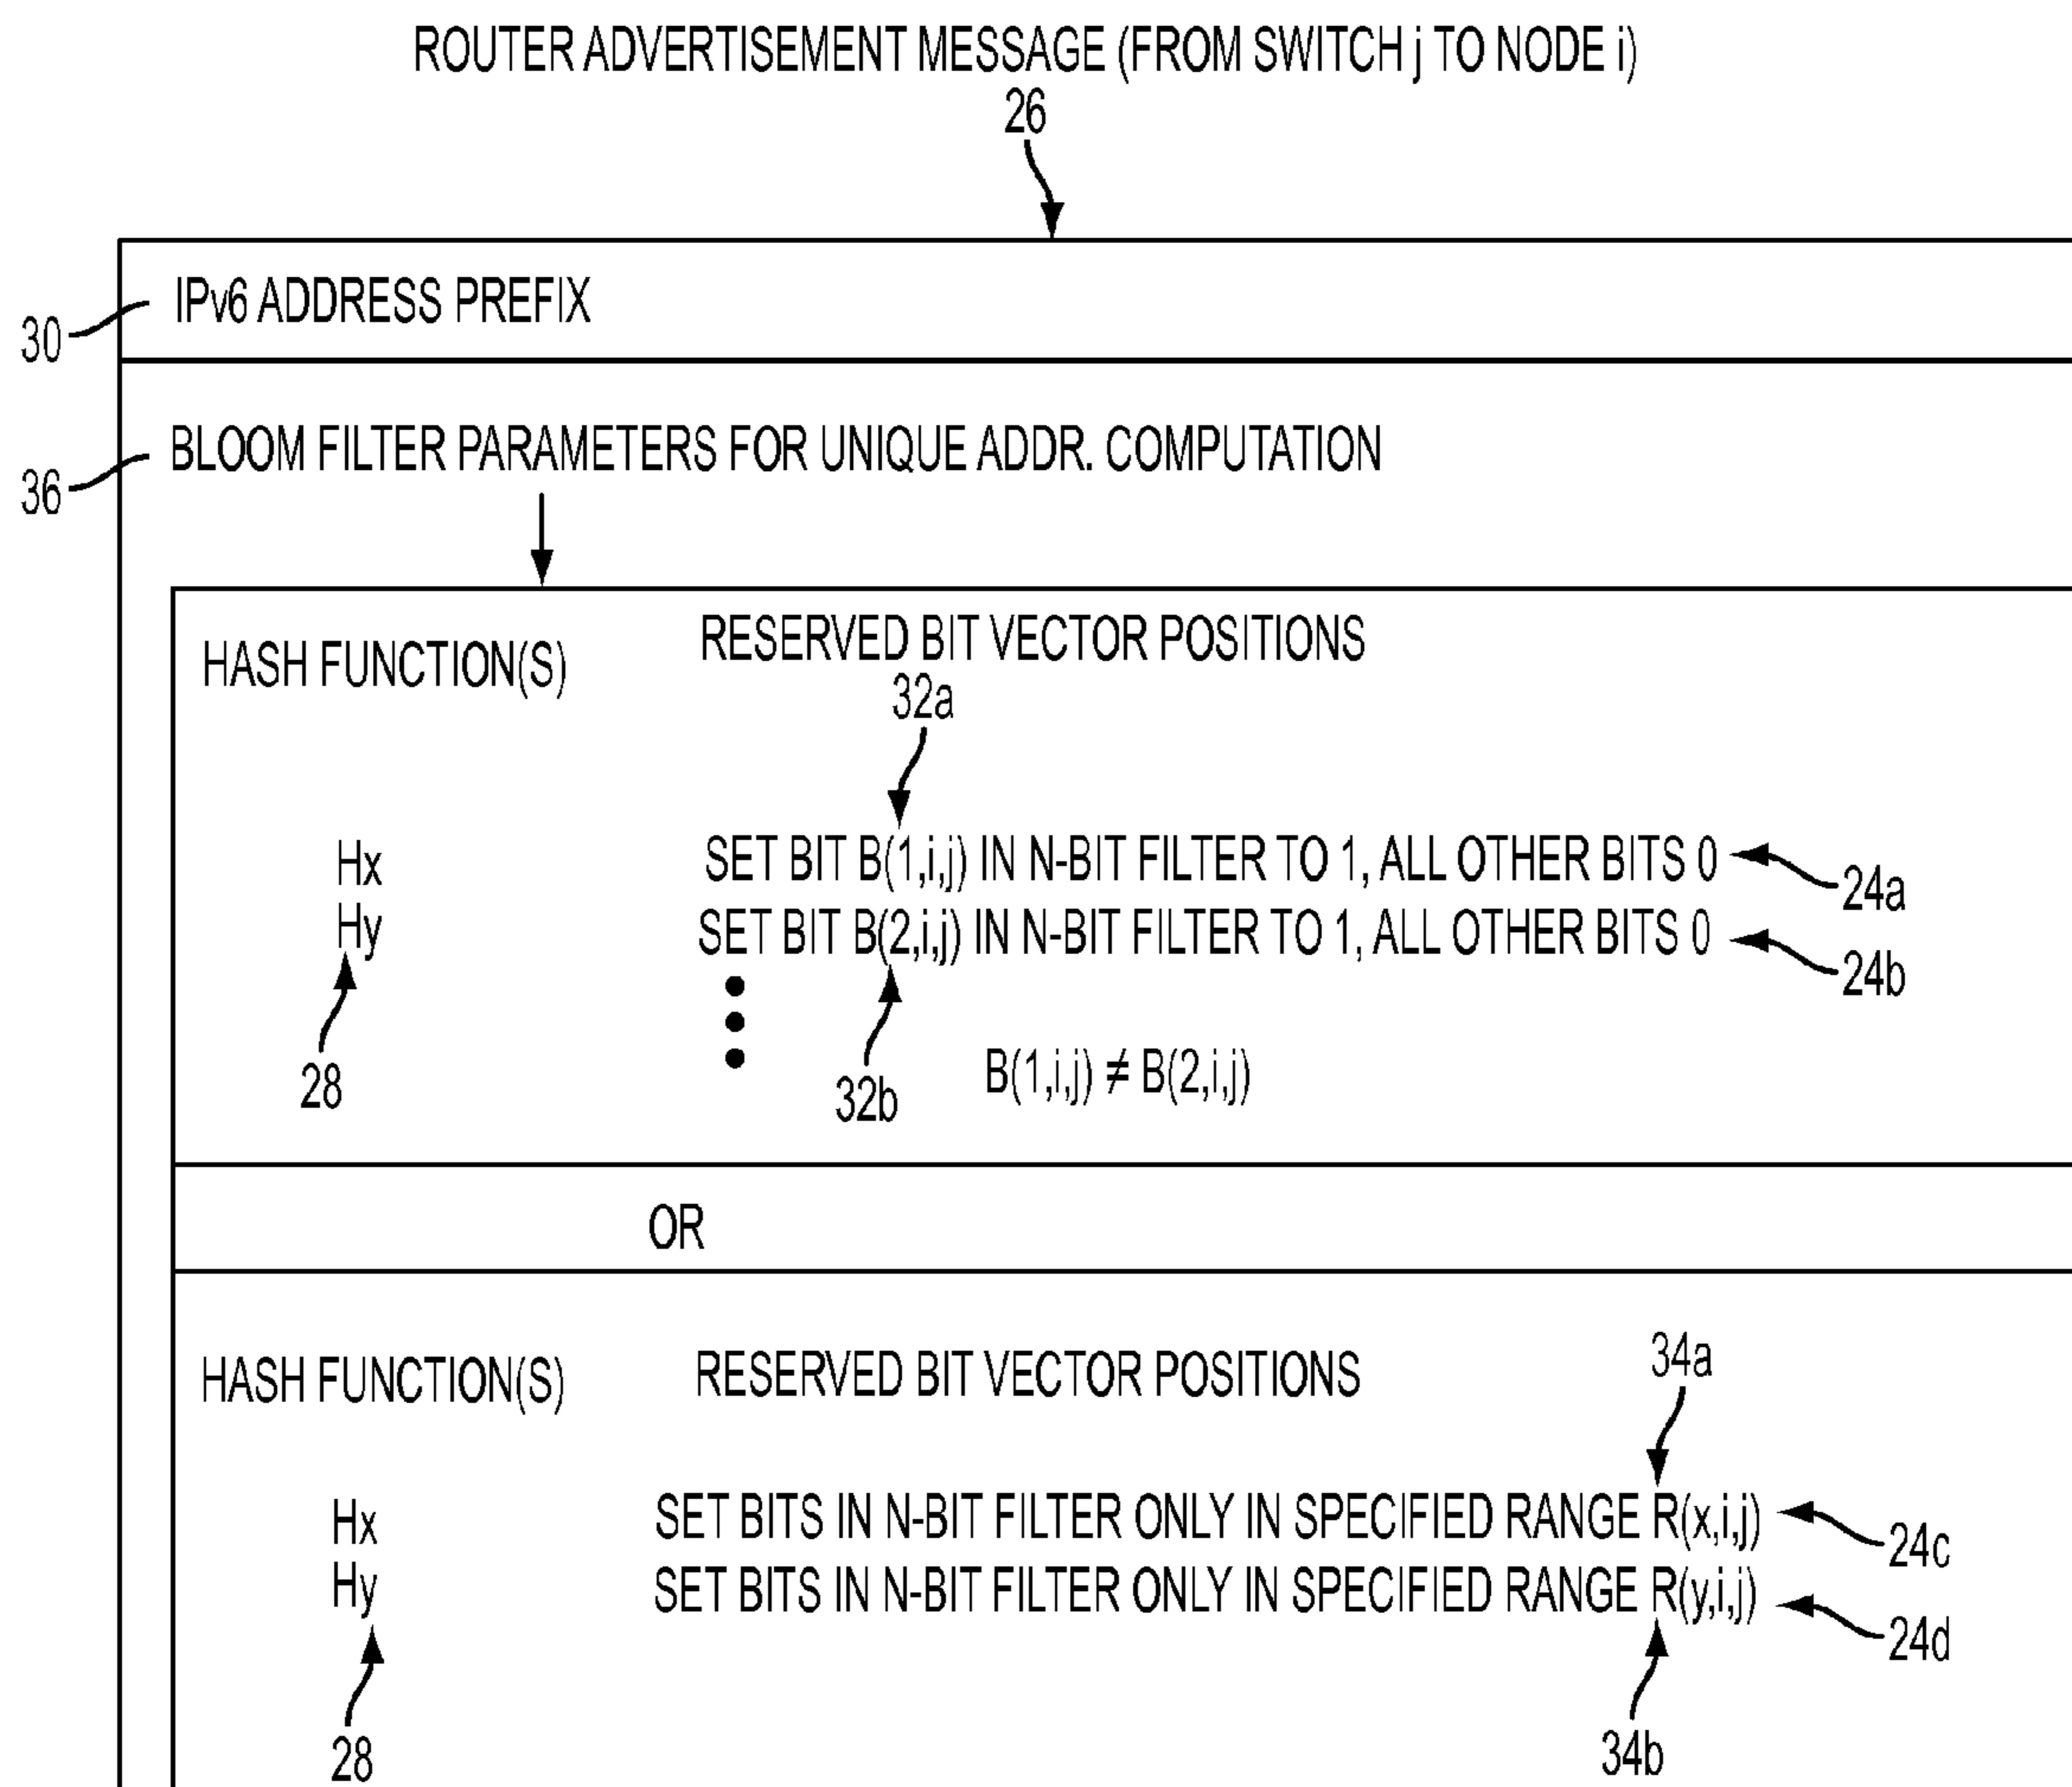 ROUTER ADVERTISEMENT MESSAGE (FROM SWITCH j TO NODE i)
26
IPv6 ADDRESS PREFIX
30
BLOOM FILTER PARAMETERS FOR UNIQUE ADDR. COMPUTATION
36
HASH FUNCTION(S)
RESERVED BIT VECTOR POSITIONS
32a
Hx
SET BIT B(1,i,j) IN N-BIT FILTER TO 1, ALL OTHER BITS 0
24a
Hy
SET BIT B(2,i,j) IN N-BIT FILTER TO 1, ALL OTHER BITS 0
24b
28
32b
B(1,i,j) ≠ B(2,i,j)
OR
HASH FUNCTION(S)
RESERVED BIT VECTOR POSITIONS
34a
Hx
SET BITS IN N-BIT FILTER ONLY IN SPECIFIED RANGE R(x,i,j)
24c
Hy
SET BITS IN N-BIT FILTER ONLY IN SPECIFIED RANGE R(y,i,j)
24d
28
34b